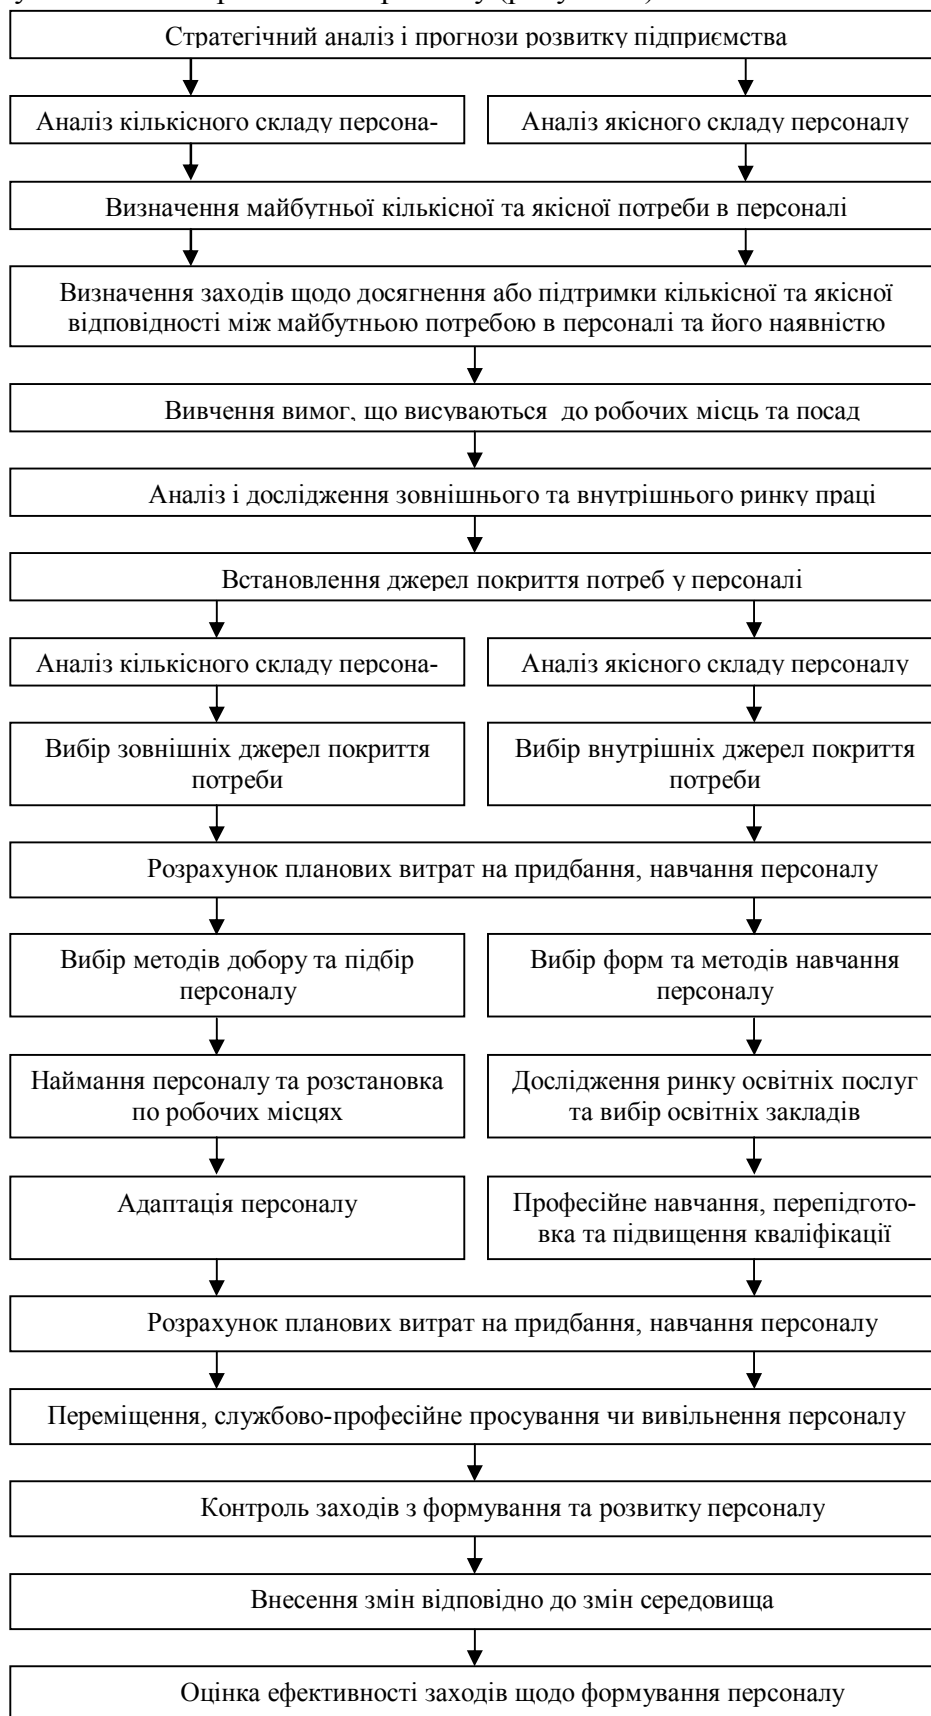 Стратегічний аналіз і прогнози розвитку підприємства
Аналіз кількісного складу персона-
Аналіз якісного складу персоналу
Визначення майбутньої кількісної та якісної потреби в персоналі
Визначення заходів щодо досягнення або підтримки кількісної та якісної
відповідності між майбутньою потребою в персоналі та його наявністю
Вивчення вимог, що висуваються до робочих місць та посад
Аналіз і дослідження зовнішнього та внутрішнього ринку праці
Встановлення джерел покриття потреб у персоналі
Аналіз кількісного складу персона-
Аналіз якісного складу персоналу
Вибір зовнішніх джерел покриття
потреби
Вибір внутрішніх джерел покриття
потреби
Розрахунок планових витрат на придбання, навчання персоналу
Вибір методів добору та підбір
персоналу
Вибір форм та методів навчання
персоналу
Наймання персоналу та розстановка
по робочих місцях
Дослідження ринку освітніх послуг
та вибір освітніх закладів
Адаптація персоналу
Професійне навчання, перепідгото-
вка та підвищення кваліфікації
Розрахунок планових витрат на придбання, навчання персоналу
Переміщення, службово-професійне просування чи вивільнення персоналу
Контроль заходів з формування та розвитку персоналу
Внесення змін відповідно до змін середовища
Оцінка ефективності заходів щодо формування персоналу